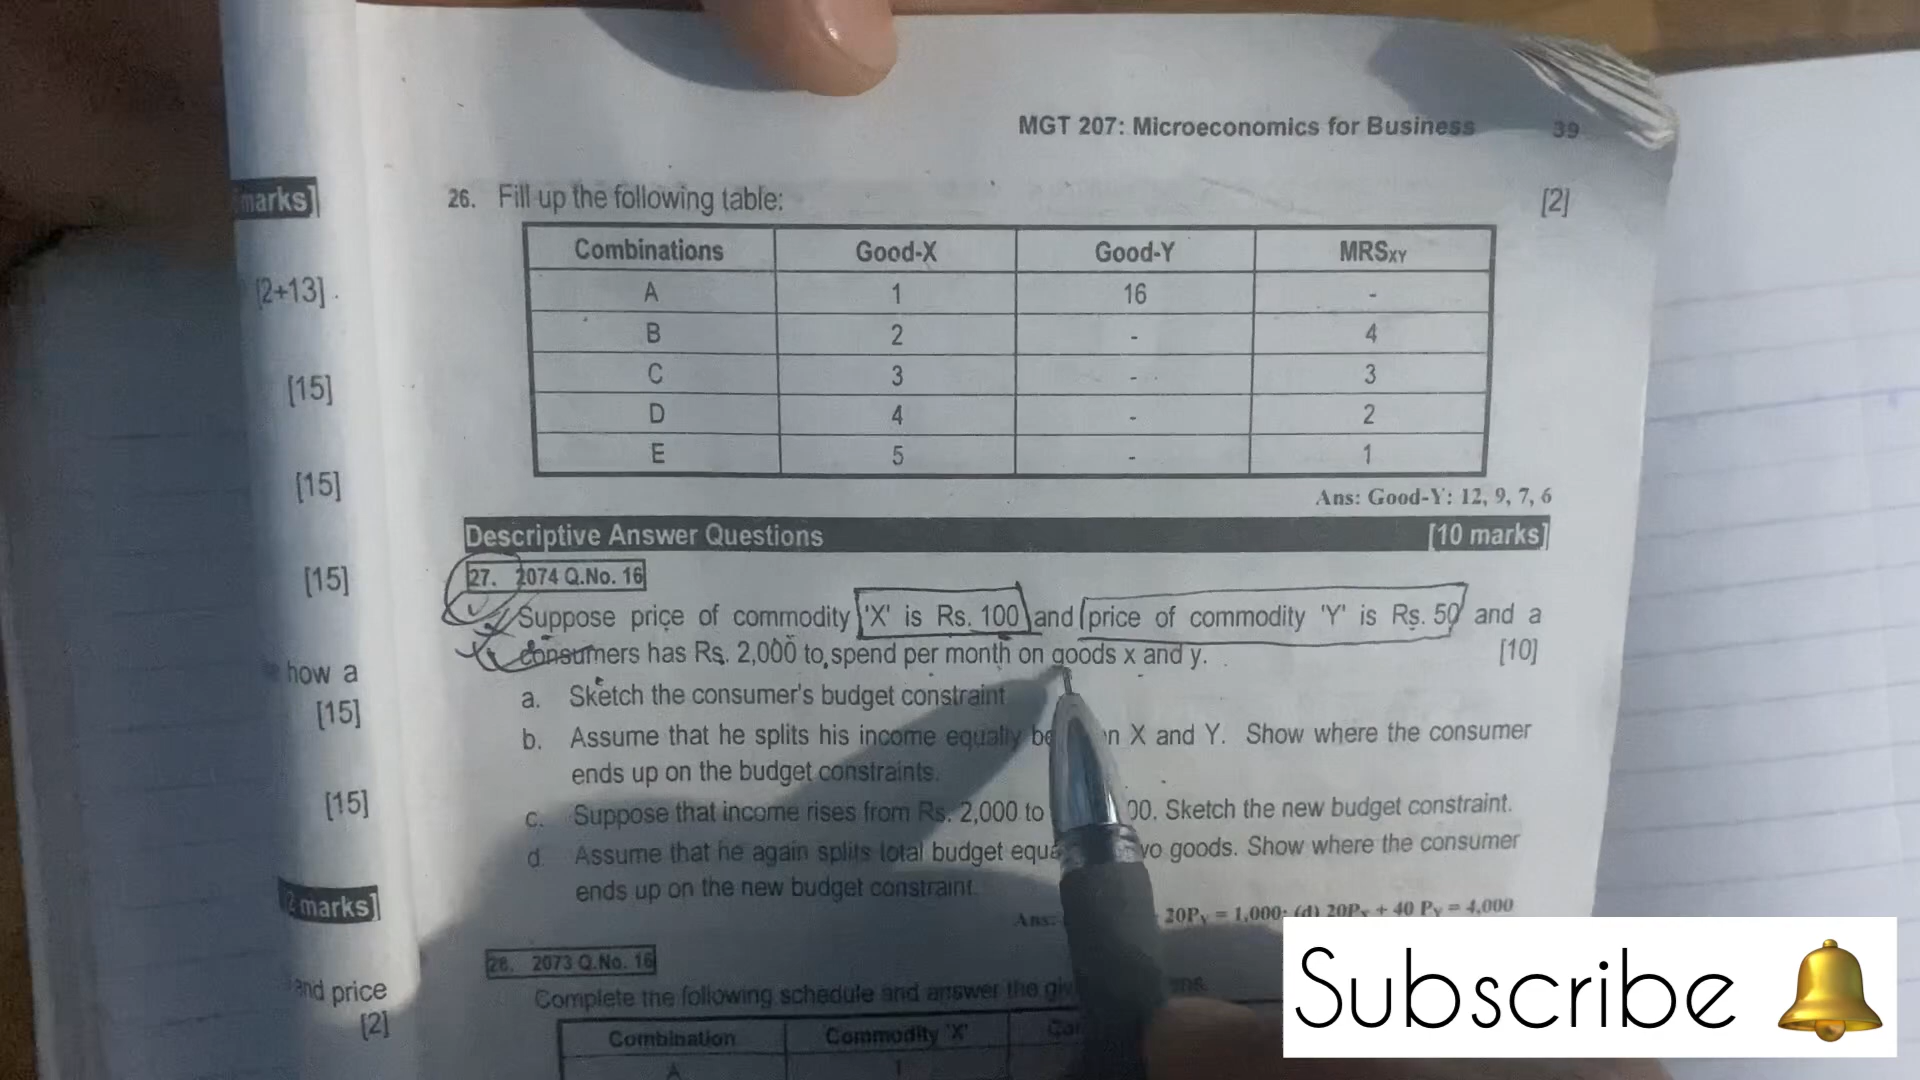 MGT 207: Microeconomics for Business 39
marks]
[2+13]
[15]
[15]
[15]
how a
[15]
[15]
marks]
and price
[2]
26. Fill up the following table: [2]
Combinations Good-X Good-Y MRSXY
A 1 16 -
B 2 - 4
C 3 - 3
D 4 - 2
E 5 - 1
Ans: Good-Y: 12, 9, 7, 6
Descriptive Answer Questions [10 marks]
27. 2074 Q.No. 16
Suppose price of commodity 'X' is Rs. 100 and price of commodity 'Y' is Rs. 50 and a
consumers has Rs. 2,000 to spend per month on goods x and y. [10]
a. Sketch the consumer's budget constraint
b. Assume that he splits his income equally X and Y. Show where the consumer
ends up on the budget constraints.
c. Suppose that income rises from Rs. 2,000 to 00. Sketch the new budget constraint.
d. Assume that he again splits total budget goods. Show where the consumer
ends up on the new budget constraint.
Ans: = 1,000; (d) + 40 = 4,000
28. 2073 Q.No. 16
Complete the following schedule and answer the
Combination Commodity 'X'
A 1
Subscribe